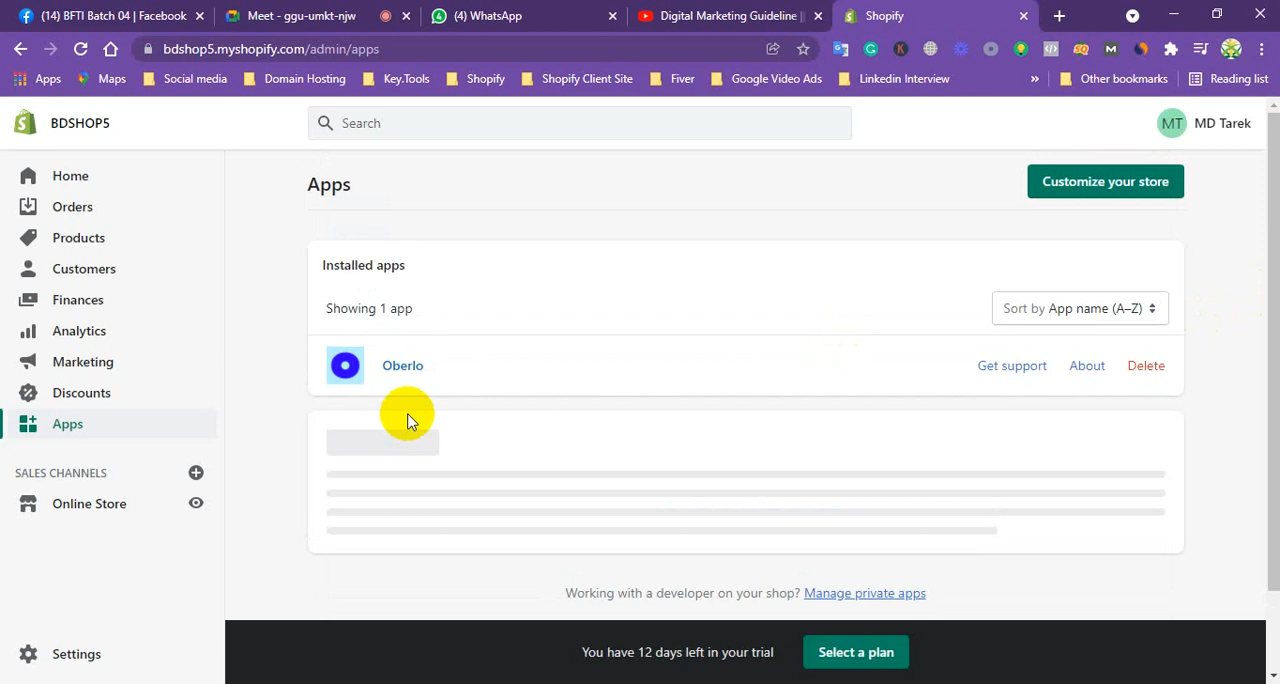 (14) BFTI Batch 04 | Facebook
Meet - ggu-umkt-njw
(4) WhatsApp
Digital Marketing Guideline ||
Shopify
bdshop5.myshopify.com/admin/apps
Apps
Maps
Social media
Domain Hosting
Key.Tools
Shopify
Shopify Client Site
Fiver
Google Video Ads
Linkedin Interview
»
Other bookmarks
Reading list
BDSHOP5
Search
MT
MD Tarek
Home
Orders
Products
Customers
Finances
Analytics
Marketing
Discounts
Apps
SALES CHANNELS
Online Store
Settings
Apps
Customize your store
Installed apps
Showing 1 app
Sort by App name (A–Z)
Oberlo
Get support
About
Delete
Working with a developer on your shop? Manage private apps
You have 12 days left in your trial
Select a plan